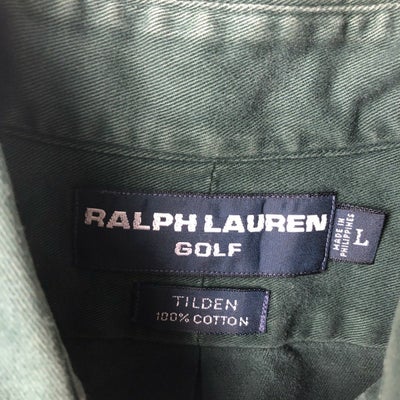 RALPH LAUREN
GOLF
MADE IN
PHILIPPINES
L
TILDEN
100% COTTON